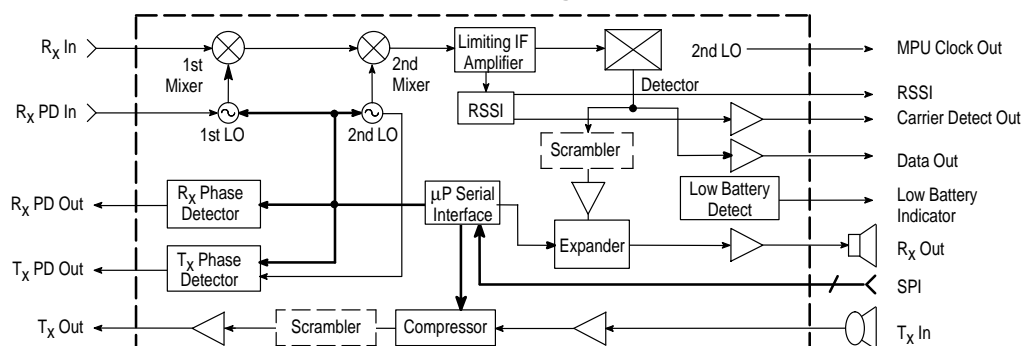 Rx In
1st
Mixer
2nd
Mixer
Limiting IF
Amplifier
2nd LO
MPU Clock Out
Detector
RSSI
RSSI
Rx PD In
1st LO
2nd LO
Carrier Detect Out
Scrambler
Data Out
Rx PD Out
Rx Phase
Detector
µP Serial
Interface
Low Battery
Detect
Low Battery
Indicator
Expander
Rx Out
Tx PD Out
Tx Phase
Detector
SPI
Tx Out
Scrambler
Compressor
Tx In